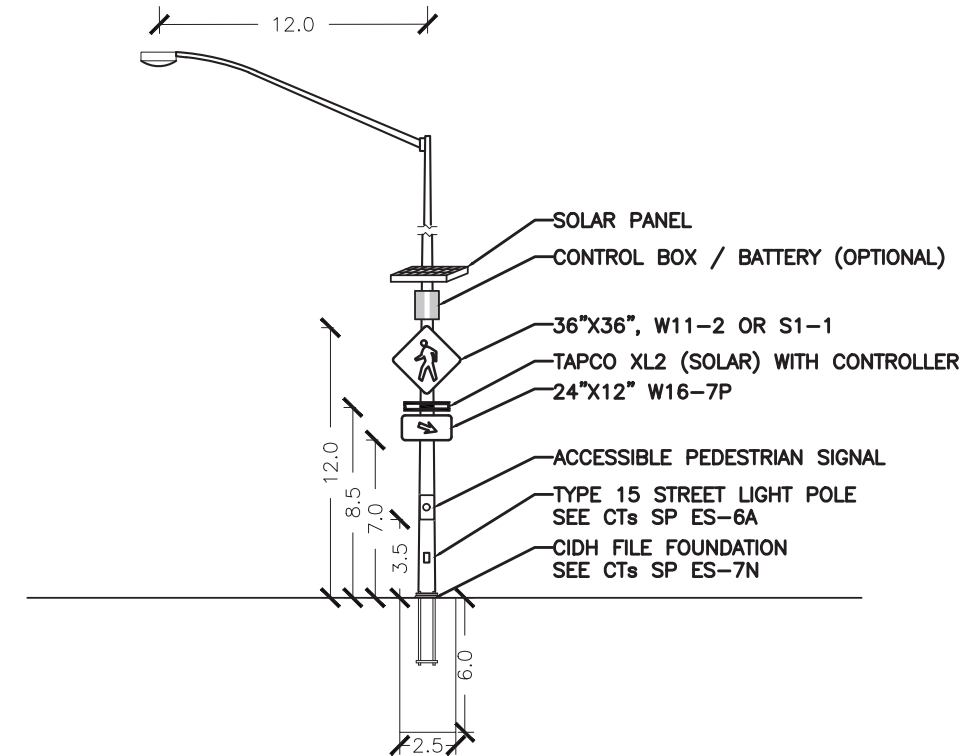 12.0
SOLAR PANEL
CONTROL BOX / BATTERY (OPTIONAL)
36"X36", W11-2 OR S1-1
TAPCO XL2 (SOLAR) WITH CONTROLLER
24"X12" W16-7P
ACCESSIBLE PEDESTRIAN SIGNAL
TYPE 15 STREET LIGHT POLE
SEE CTs SP ES-6A
CIDH FILE FOUNDATION
SEE CTs SP ES-7N
12.0
8.5
7.0
3.5
6.0
2.5